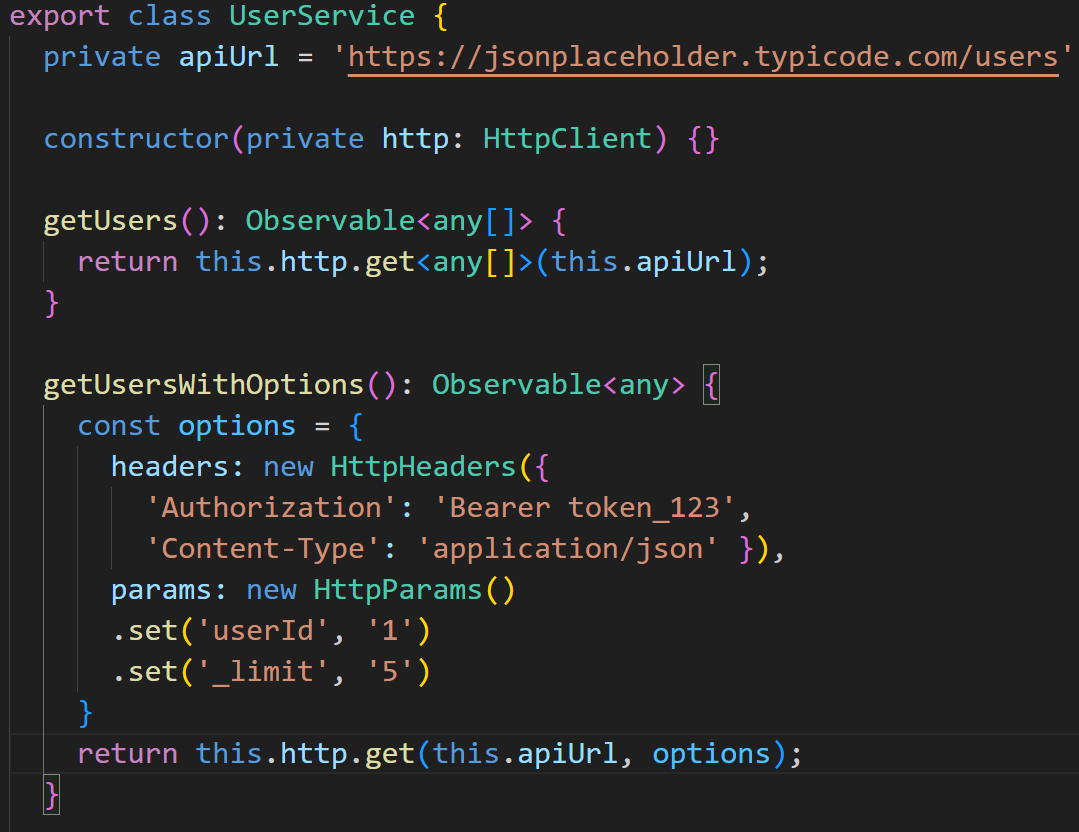 export class UserService {
private apiUrl = 'https://jsonplaceholder.typicode.com/users'
constructor(private http: HttpClient) {}
getUsers(): Observable<any[]> {
return this.http.get<any[]>(this.apiUrl);
}
getUsersWithOptions(): Observable<any> {
const options = {
headers: new HttpHeaders({
'Authorization': 'Bearer token_123',
'Content-Type': 'application/json' }),
params: new HttpParams()
.set('userId', '1')
.set('_limit', '5')
}
return this.http.get(this.apiUrl, options);
}